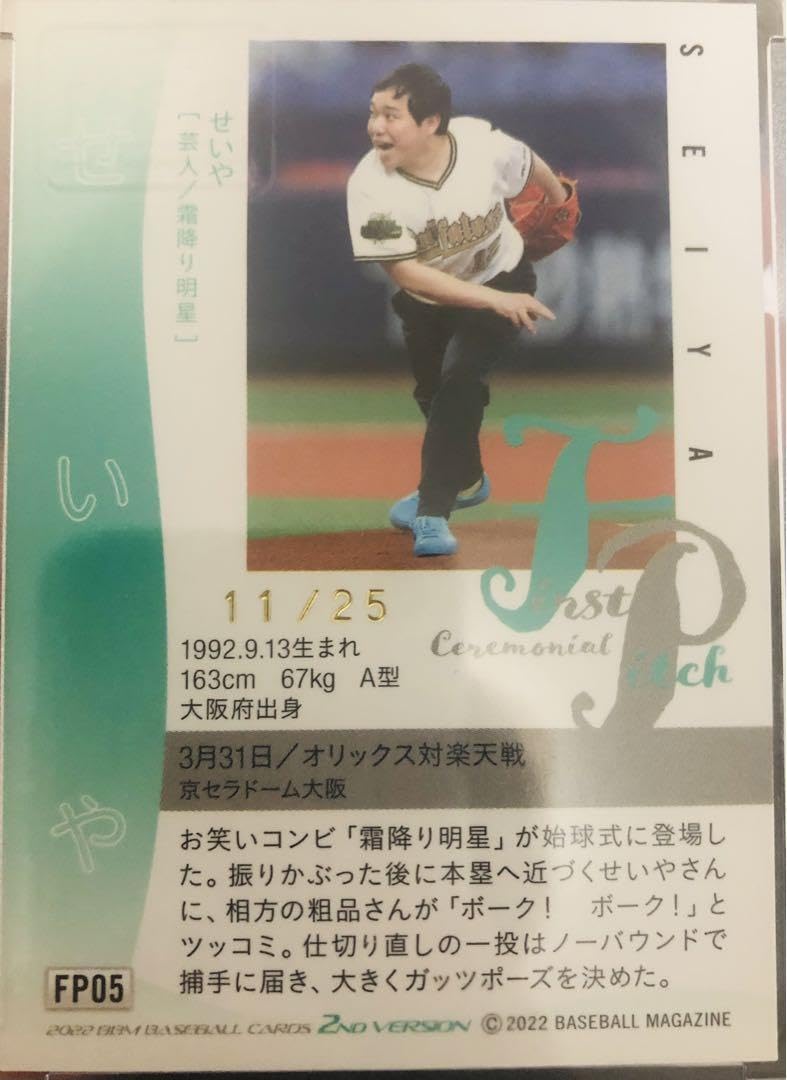 せいや
せいや
[芸人／霜降り明星]
SEIYA
First
Ceremonial
Pitch
11/25
1992.9.13生まれ
163cm 67kg A型
大阪府出身
3月31日／オリックス対楽天戦
京セラドーム大阪
お笑いコンビ「霜降り明星」が始球式に登場し
た。振りかぶった後に本塁へ近づくせいやさん
に、相方の粗品さんが「ボーク！　ボーク！」と
ツッコミ。仕切り直しの一投はノーバウンドで
捕手に届き、大きくガッツポーズを決めた。
FP05
2022 BBM BASEBALL CARDS 2ND VERSION ©2022 BASEBALL MAGAZINE